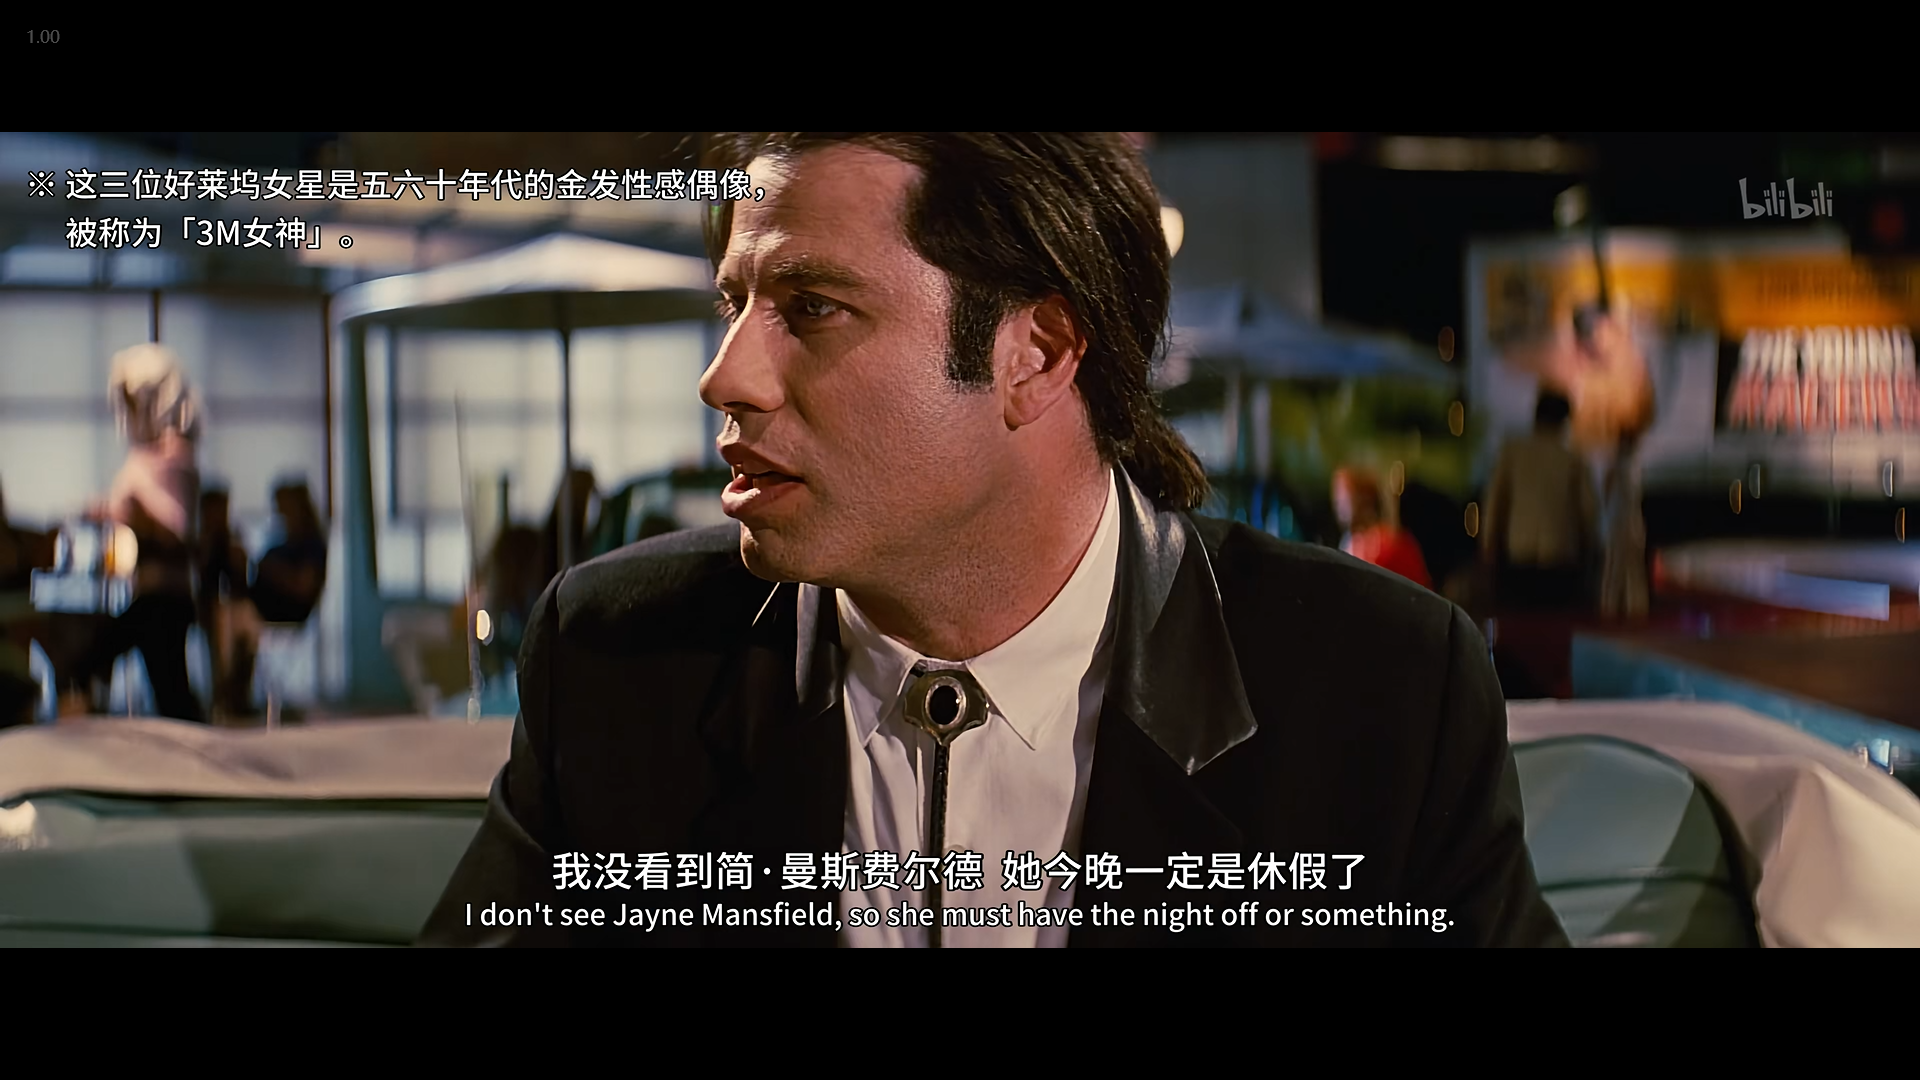 1.00
※ 这三位好莱坞女星是五六十年代的金发性感偶像，
被称为「3M女神」。
bilibili
我没看到简·曼斯费尔德 她今晚一定是休假了
I don't see Jayne Mansfield, so she must have the night off or something.